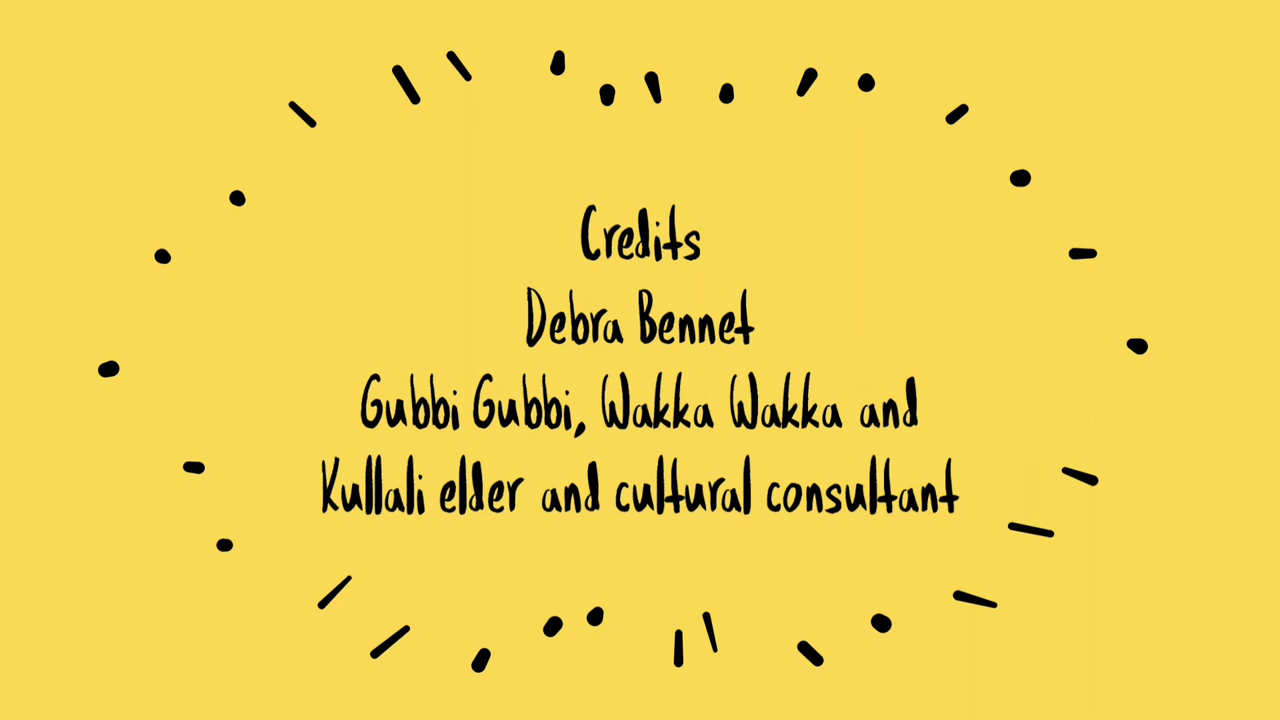 Credits
Debra Bennet
Gubbi Gubbi, Wakka Wakka and
Kullali elder and cultural consultant